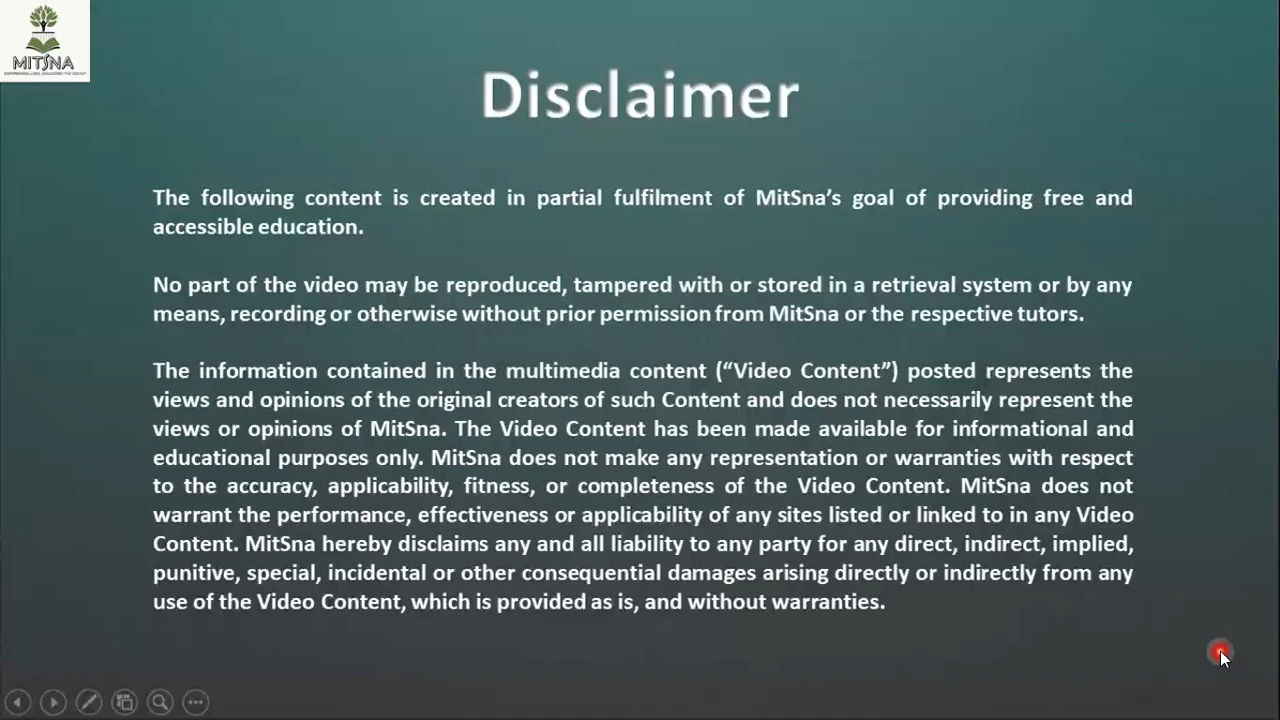 MITSNA
Disclaimer
The following content is created in partial fulfilment of MitSna’s goal of providing free and
accessible education.
No part of the video may be reproduced, tampered with or stored in a retrieval system or by any
means, recording or otherwise without prior permission from MitSna or the respective tutors.
The information contained in the multimedia content (“Video Content”) posted represents the
views and opinions of the original creators of such Content and does not necessarily represent the
views or opinions of MitSna. The Video Content has been made available for informational and
educational purposes only. MitSna does not make any representation or warranties with respect
to the accuracy, applicability, fitness, or completeness of the Video Content. MitSna does not
warrant the performance, effectiveness or applicability of any sites listed or linked to in any Video
Content. MitSna hereby disclaims any and all liability to any party for any direct, indirect, implied,
punitive, special, incidental or other consequential damages arising directly or indirectly from any
use of the Video Content, which is provided as is, and without warranties.